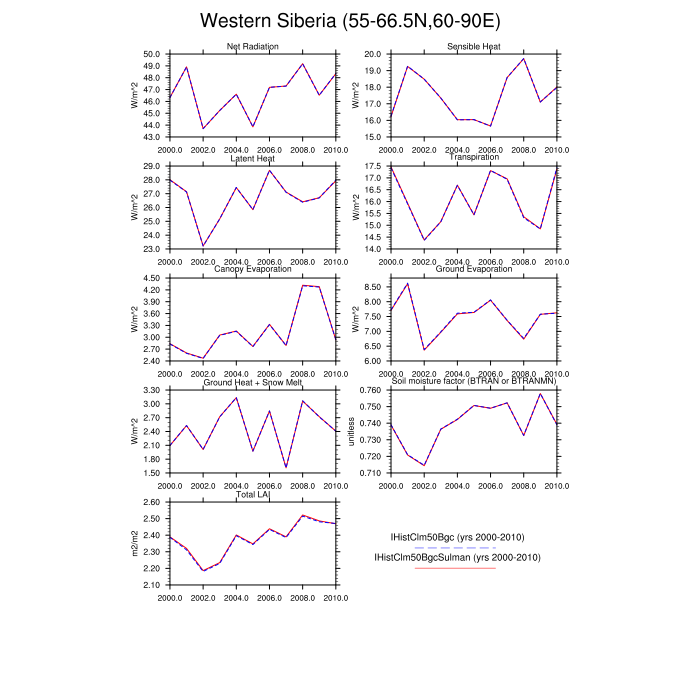 Western Siberia (55-66.5N,60-90E)
Net Radiation
50.0
49.0
48.0
47.0
46.0
45.0
44.0
43.0
W/m^2
2000.0 2002.0 2004.0 2006.0 2008.0 2010.0
Sensible Heat
20.0
19.0
18.0
17.0
16.0
15.0
W/m^2
2000.0 2002.0 2004.0 2006.0 2008.0 2010.0
Latent Heat
29.0
28.0
27.0
26.0
25.0
24.0
23.0
W/m^2
2000.0 2002.0 2004.0 2006.0 2008.0 2010.0
Transpiration
17.5
17.0
16.5
16.0
15.5
15.0
14.5
14.0
W/m^2
2000.0 2002.0 2004.0 2006.0 2008.0 2010.0
Canopy Evaporation
4.50
4.20
3.90
3.60
3.30
3.00
2.70
2.40
W/m^2
2000.0 2002.0 2004.0 2006.0 2008.0 2010.0
Ground Evaporation
8.50
8.00
7.50
7.00
6.50
6.00
W/m^2
2000.0 2002.0 2004.0 2006.0 2008.0 2010.0
Ground Heat + Snow Melt
3.30
3.00
2.70
2.40
2.10
1.80
1.50
W/m^2
2000.0 2002.0 2004.0 2006.0 2008.0 2010.0
Soil moisture factor (BTRAN or BTRANMN)
0.760
0.750
0.740
0.730
0.720
0.710
unitless
2000.0 2002.0 2004.0 2006.0 2008.0 2010.0
Total LAI
2.60
2.50
2.40
2.30
2.20
2.10
m2/m2
2000.0 2002.0 2004.0 2006.0 2008.0 2010.0
IHistClm50Bgc (yrs 2000-2010)
IHistClm50BgcSulman (yrs 2000-2010)